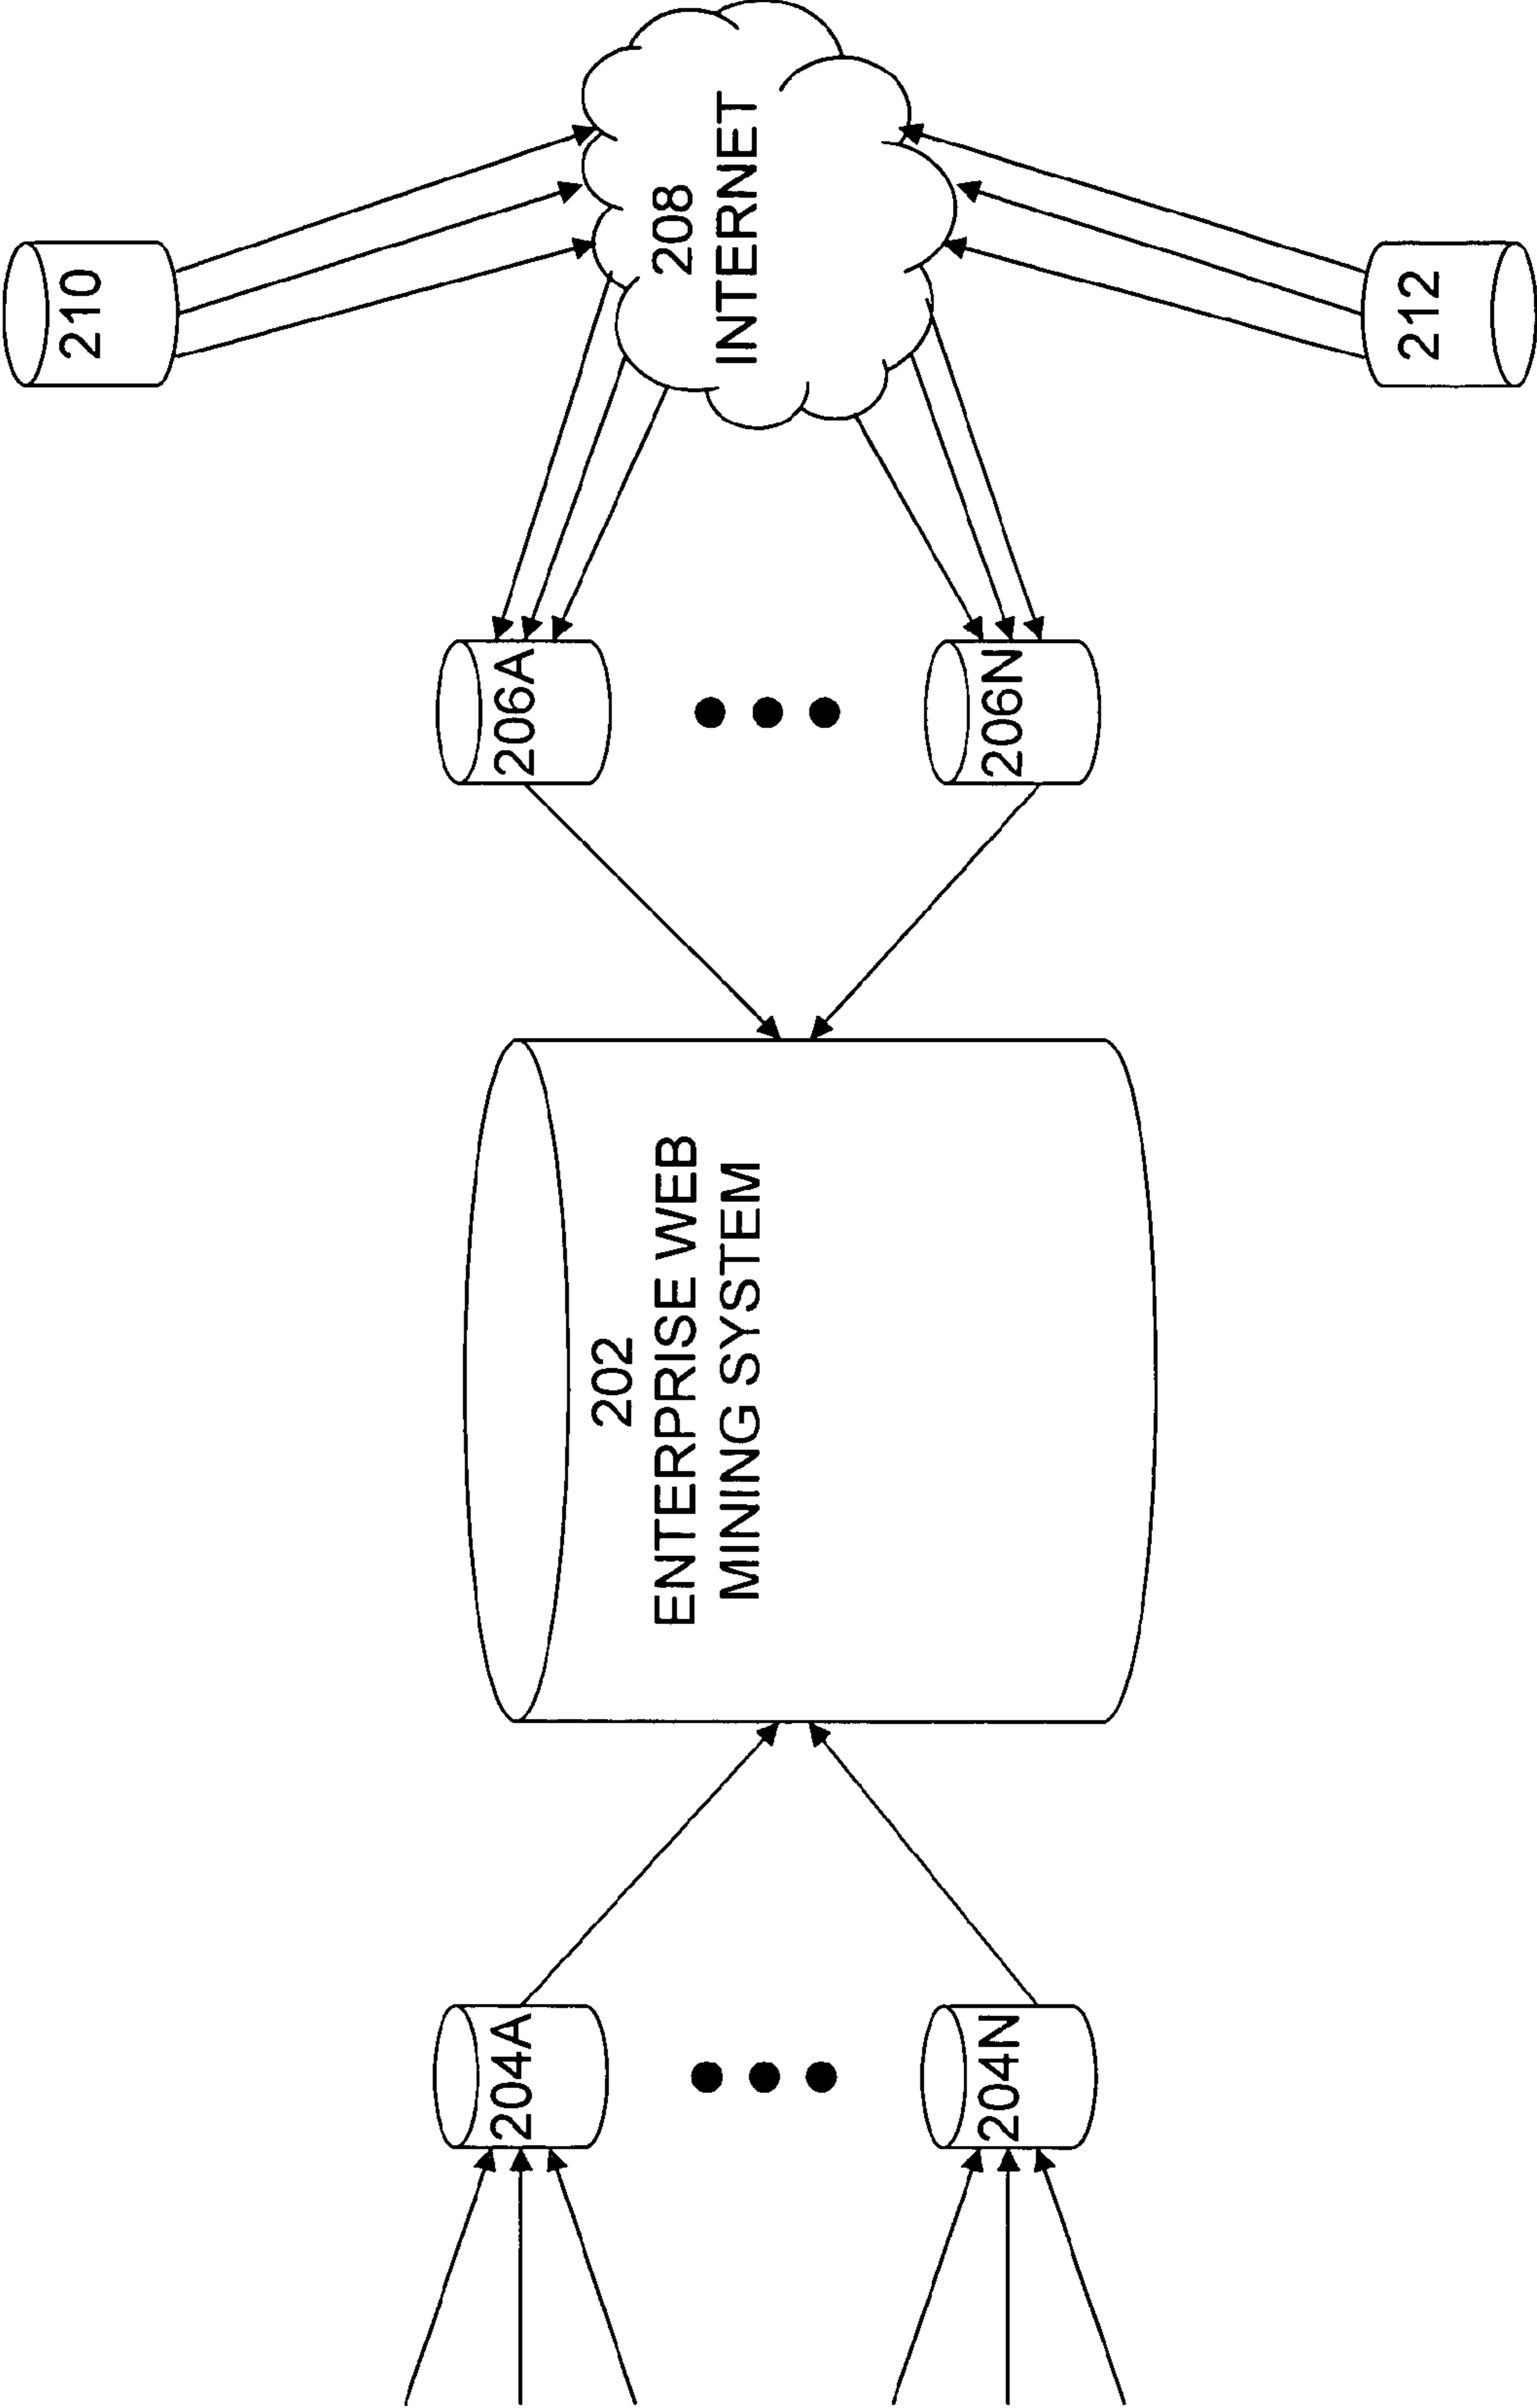 210
208
INTERNET
212
206A
206N
202
ENTERPRISE WEB
MINING SYSTEM
204A
204N